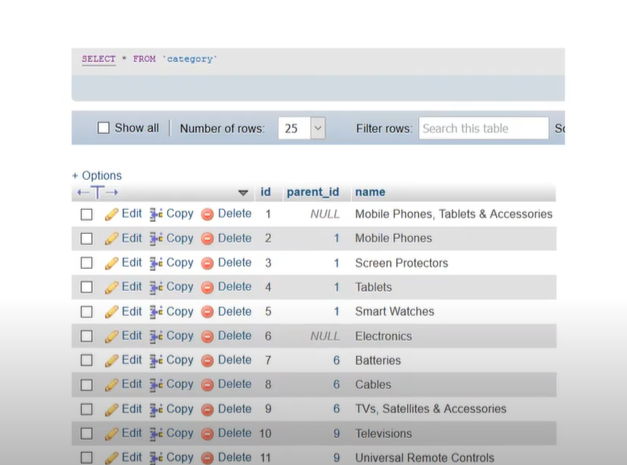 SELECT * FROM `category`
Show all Number of rows: 25 Filter rows: Search this table
+ Options
id parent_id name
Edit Copy Delete 1 NULL Mobile Phones, Tablets & Accessories
Edit Copy Delete 2 1 Mobile Phones
Edit Copy Delete 3 1 Screen Protectors
Edit Copy Delete 4 1 Tablets
Edit Copy Delete 5 1 Smart Watches
Edit Copy Delete 6 NULL Electronics
Edit Copy Delete 7 6 Batteries
Edit Copy Delete 8 6 Cables
Edit Copy Delete 9 6 TVs, Satellites & Accessories
Edit Copy Delete 10 9 Televisions
Edit Copy Delete 11 9 Universal Remote Controls